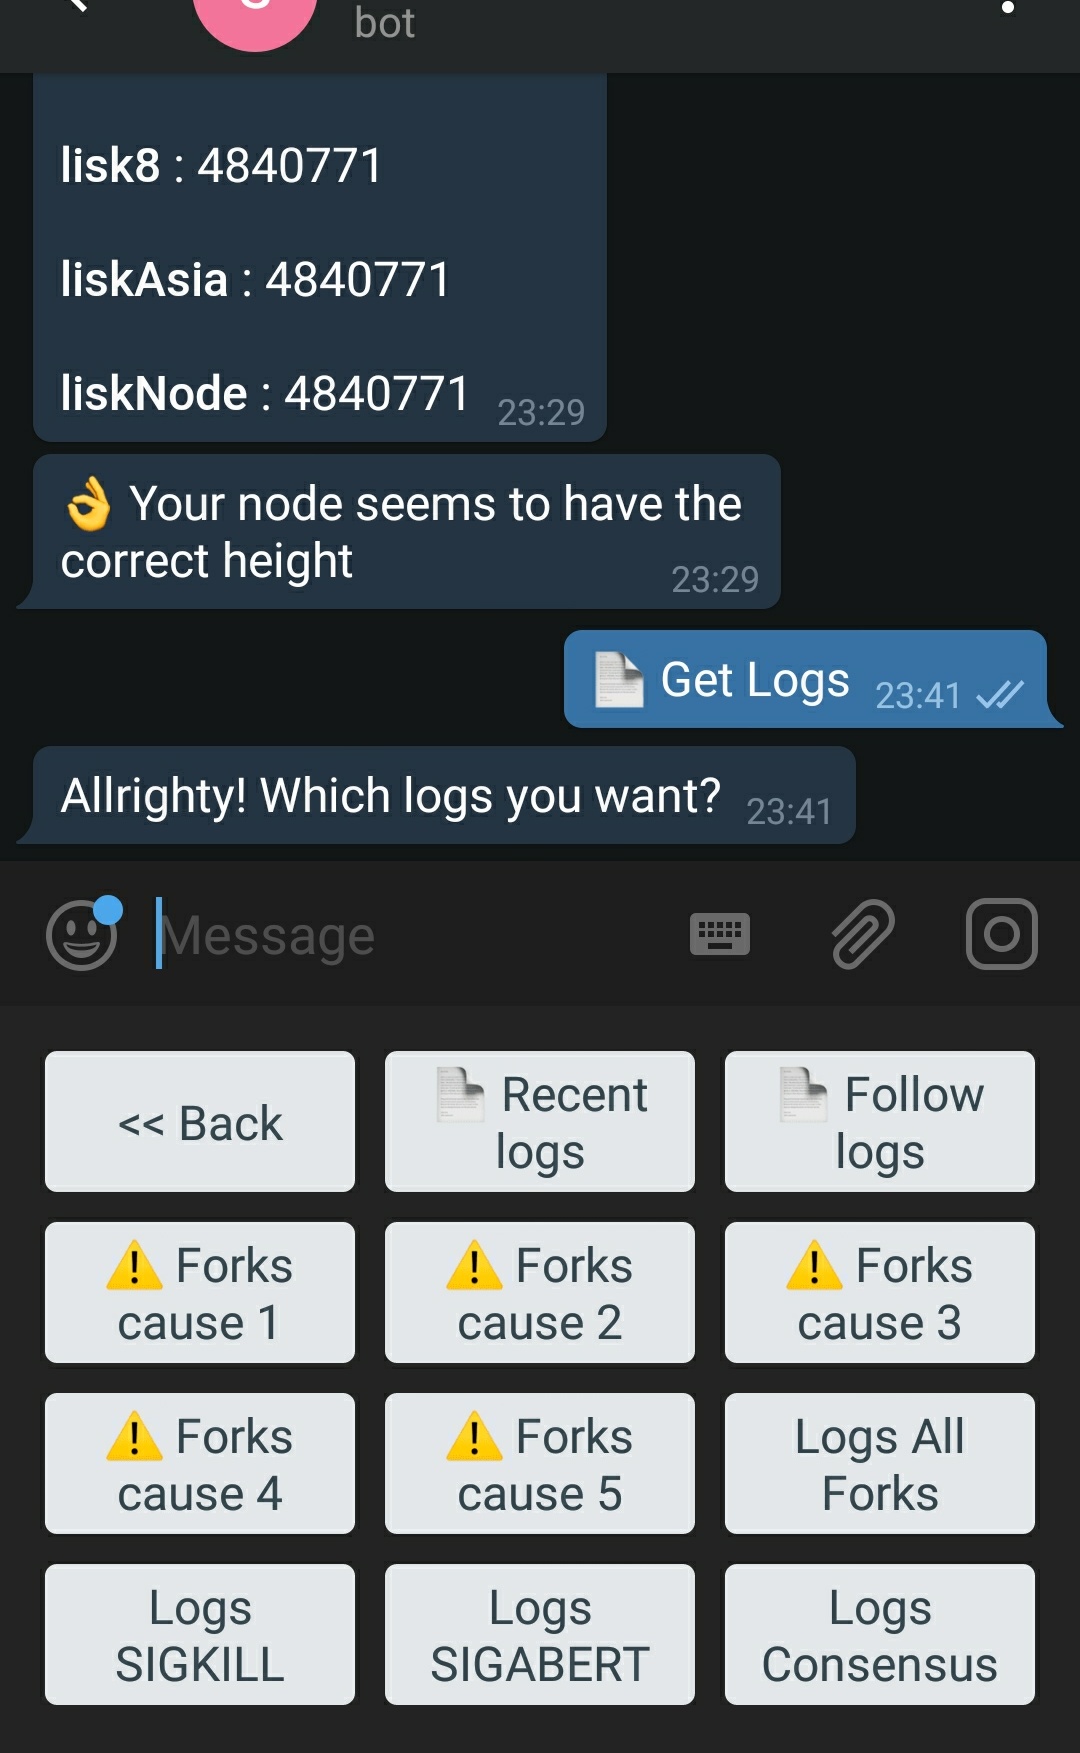 bot
lisk8 : 4840771
liskAsia : 4840771
liskNode : 4840771 23:29
👌 Your node seems to have the
correct height 23:29
Get Logs 23:41
Allrighty! Which logs you want? 23:41
Message
<< Back
Recent
logs
Follow
logs
⚠️ Forks
cause 1
⚠️ Forks
cause 2
⚠️ Forks
cause 3
⚠️ Forks
cause 4
⚠️ Forks
cause 5
Logs All
Forks
Logs
SIGKILL
Logs
SIGABERT
Logs
Consensus